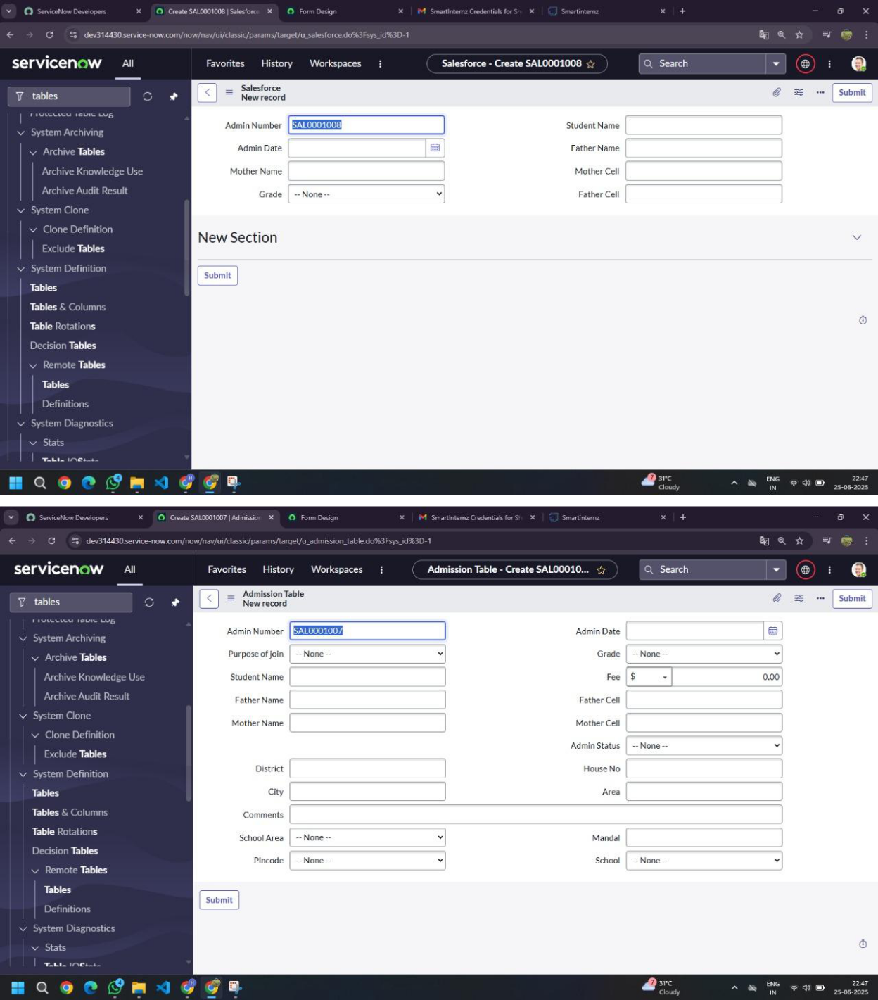 ServiceNow Developers
Create SAL0001008 | Salesforce
Form Design
SmartInternz Credentials for Sh
Smartinternz
dev314430.service-now.com/now/nav/ui/classic/params/target/u_salesforce.do%3Fsys_id%3D-1
servicenow All Favorites History Workspaces Salesforce - Create SAL0001008 Search
tables
Protected Table Log
System Archiving
Archive Tables
Archive Knowledge Use
Archive Audit Result
System Clone
Clone Definition
Exclude Tables
System Definition
Tables
Tables & Columns
Table Rotations
Decision Tables
Remote Tables
Tables
Definitions
System Diagnostics
Stats
Salesforce
New record
Submit
Admin Number SAL0001008 Student Name
Admin Date Father Name
Mother Name Mother Cell
Grade -- None -- Father Cell
New Section
Submit
7 31°C
Cloudy
4
ENG
IN
22:47
25-06-2025
ServiceNow Developers
Create SAL0001007 | Admission
Form Design
SmartInternz Credentials for Sh
Smartinternz
dev314430.service-now.com/now/nav/ui/classic/params/target/u_admission_table.do%3Fsys_id%3D-1
servicenow All Favorites History Workspaces Admission Table - Create SAL00010... Search
tables
Protected Table Log
System Archiving
Archive Tables
Archive Knowledge Use
Archive Audit Result
System Clone
Clone Definition
Exclude Tables
System Definition
Tables
Tables & Columns
Table Rotations
Decision Tables
Remote Tables
Tables
Definitions
System Diagnostics
Stats
Admission Table
New record
Submit
Admin Number SAL0001007 Admin Date
Purpose of join -- None -- Grade -- None --
Student Name Fee $ 0.00
Father Name Father Cell
Mother Name Mother Cell
Admin Status -- None --
District House No
City Area
Comments
School Area -- None -- Mandal
Pincode -- None -- School -- None --
Submit
7 31°C
Cloudy
4
ENG
IN
22:47
25-06-2025